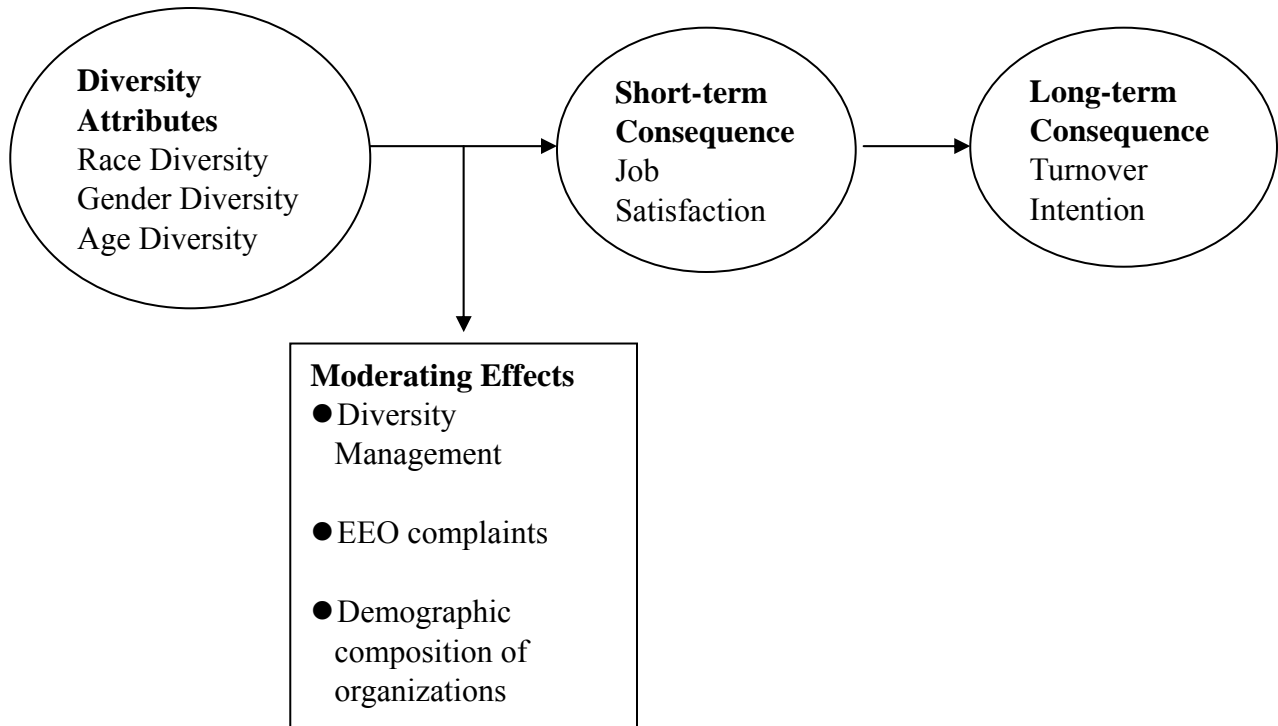 Diversity
Attributes
Race Diversity
Gender Diversity
Age Diversity
Short-term
Consequence
Job
Satisfaction
Long-term
Consequence
Turnover
Intention
Moderating Effects
●Diversity
Management
●EEO complaints
●Demographic
composition of
organizations